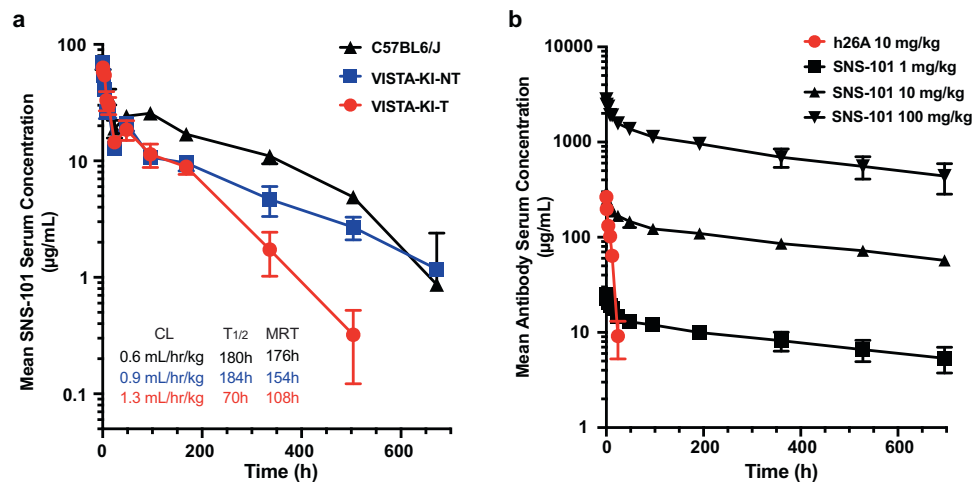 a
C57BL6/J
VISTA-KI-NT
VISTA-KI-T
Mean SNS-101 Serum Concentration
(µg/mL)
100
10
1
0.1
CL T1/2 MRT
0.6 mL/hr/kg 180h 176h
0.9 mL/hr/kg 184h 154h
1.3 mL/hr/kg 70h 108h
0 200 400 600
Time (h)
b
h26A 10 mg/kg
SNS-101 1 mg/kg
SNS-101 10 mg/kg
SNS-101 100 mg/kg
Mean Antibody Serum Concentration
(µg/mL)
10000
1000
100
10
1
0 200 400 600
Time (h)